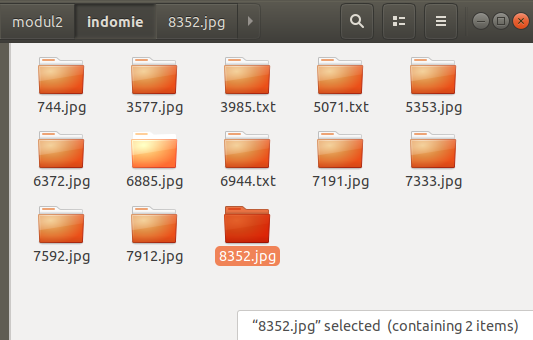 modul2 indomie 8352.jpg
744.jpg 3577.jpg 3985.txt 5071.txt 5353.jpg
6372.jpg 6885.jpg 6944.txt 7191.jpg 7333.jpg
7592.jpg 7912.jpg 8352.jpg
“8352.jpg” selected (containing 2 items)